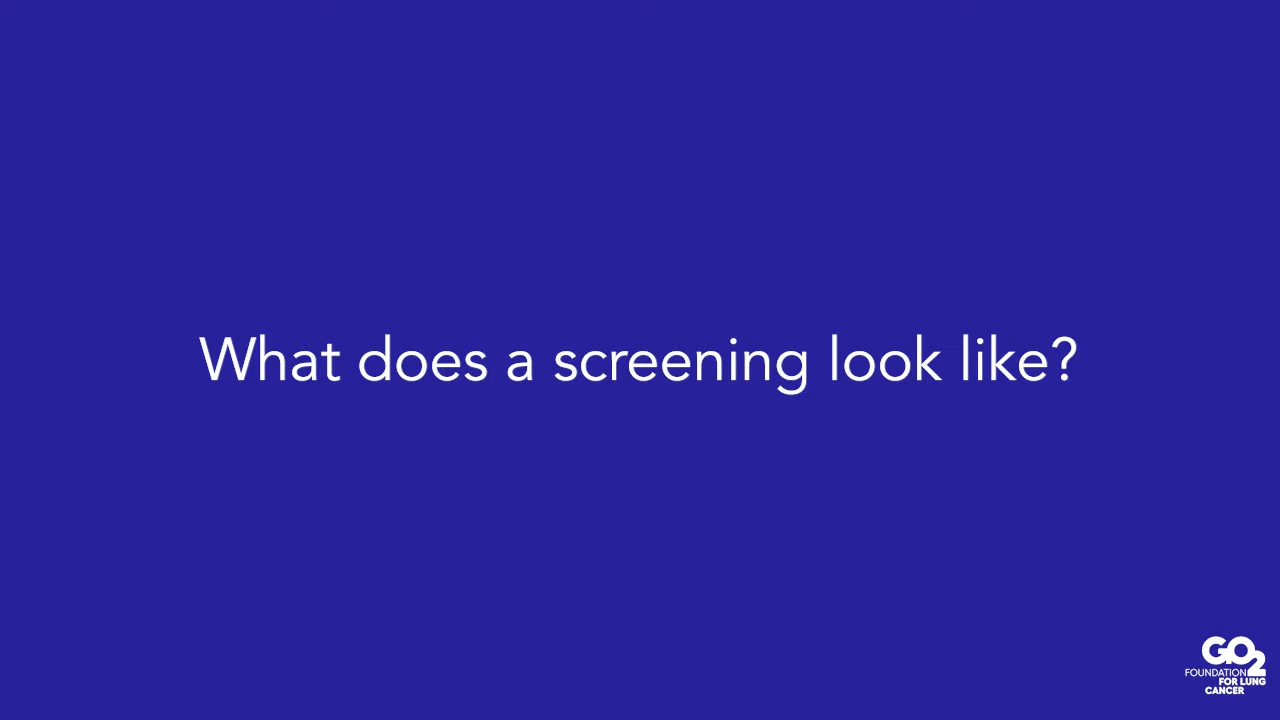 What does a screening look like?
GO2
FOUNDATION
FOR LUNG
CANCER